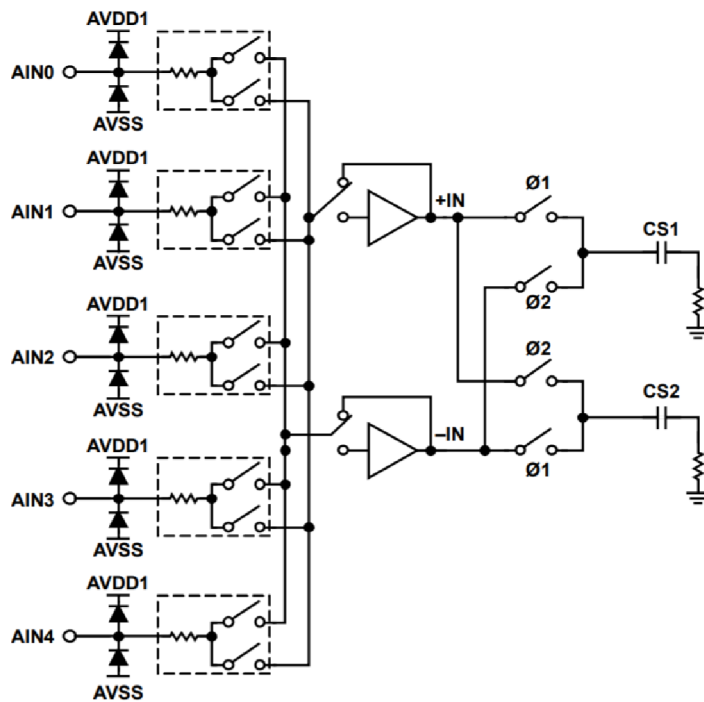 AVDD1
AIN0
AVSS
AVDD1
AIN1
AVSS
+IN
Ø1
CS1
Ø2
AVDD1
AIN2
AVSS
Ø2
CS2
–IN
Ø1
AVDD1
AIN3
AVSS
AVDD1
AIN4
AVSS